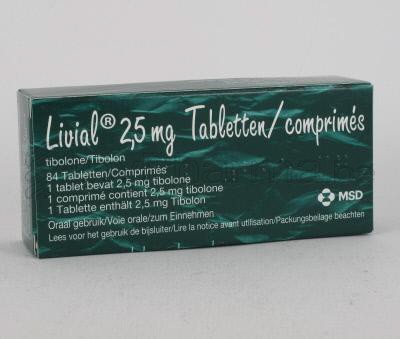 Livial® 2,5 mg Tabletten/comprimés
tibolone/Tibolon
84 Tabletten/Comprimés
1 tablet bevat 2,5 mg tibolone
1 comprimé contient 2,5 mg tibolone
1 Tablette enthält 2,5 mg Tibolon
MSD
Oraal gebruik/Voie orale/zum Einnehmen
Lees voor het gebruik de bijsluiter/Lire la notice avant utilisation/Packungsbeilage beachten